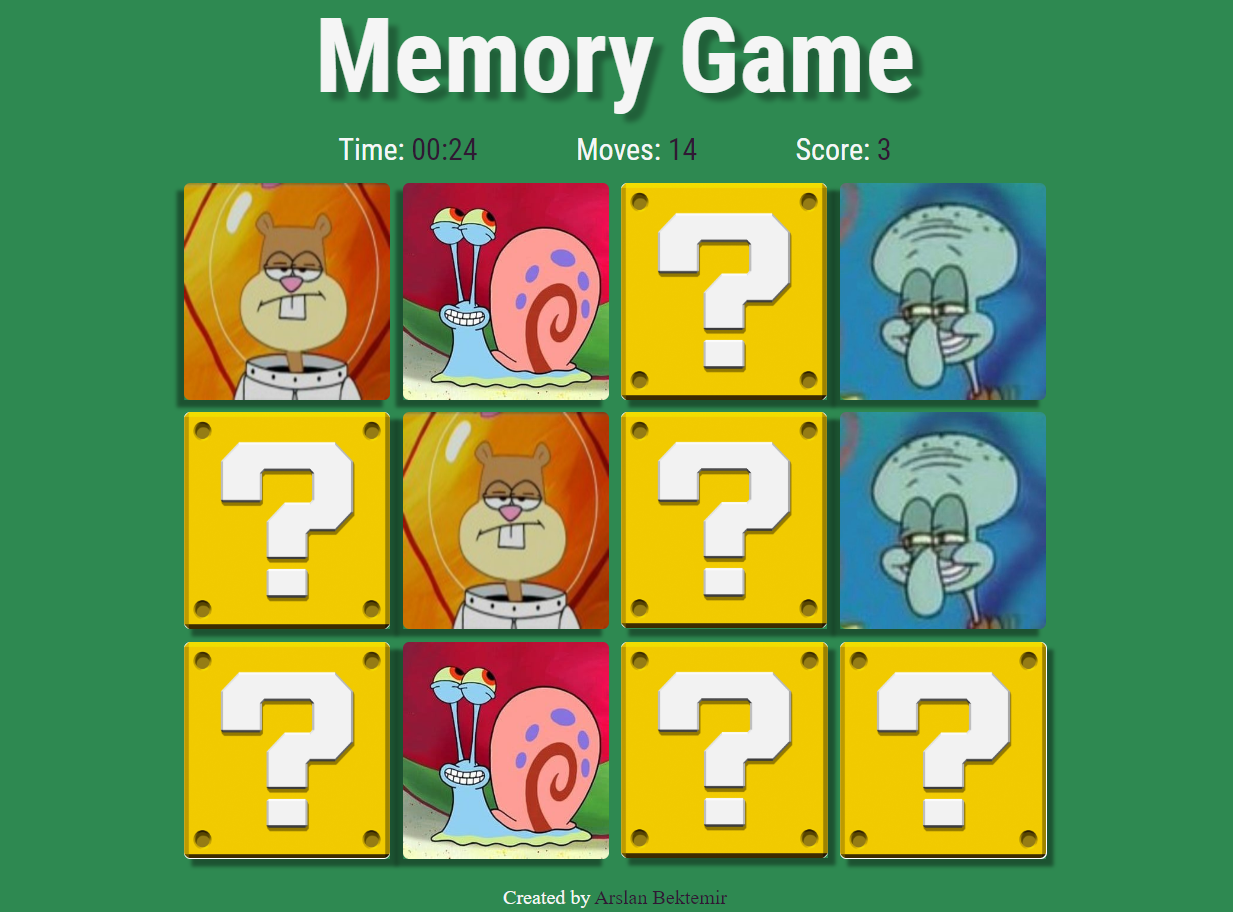 Memory Game
Time: 00:24 Moves: 14 Score: 3
?
? ?
? ? ?
Created by Arslan Bektemir